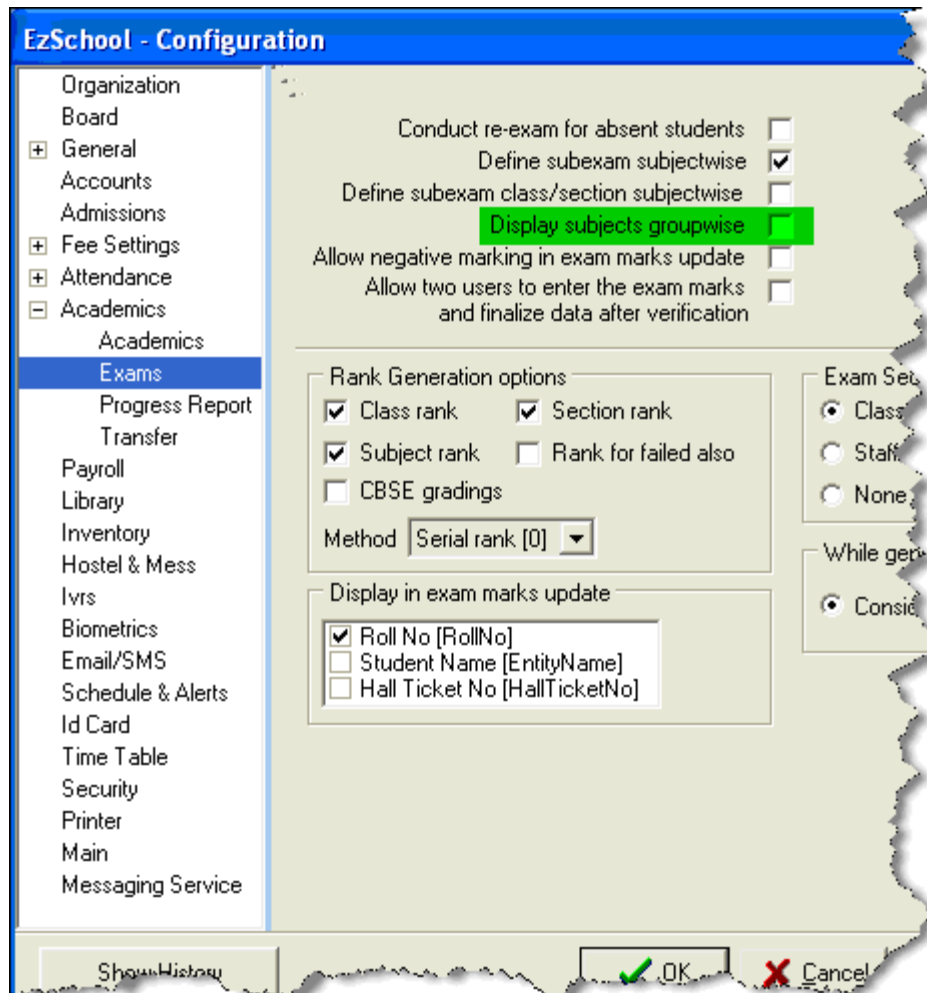 EzSchool - Configuration
Organization
Board
General
Accounts
Admissions
Fee Settings
Attendance
Academics
Academics
Exams
Progress Report
Transfer
Payroll
Library
Inventory
Hostel & Mess
Ivrs
Biometrics
Email/SMS
Schedule & Alerts
Id Card
Time Table
Security
Printer
Main
Messaging Service
Conduct re-exam for absent students
Define subexam subjectwise
Define subexam class/section subjectwise
Display subjects groupwise
Allow negative marking in exam marks update
Allow two users to enter the exam marks
and finalize data after verification
Rank Generation options
Class rank Section rank
Subject rank Rank for failed also
CBSE gradings
Method Serial rank [0]
Display in exam marks update
Roll No [RollNo]
Student Name [EntityName]
Hall Ticket No [HallTicketNo]
Exam
Class
Staff
None
While
Show History OK Cancel